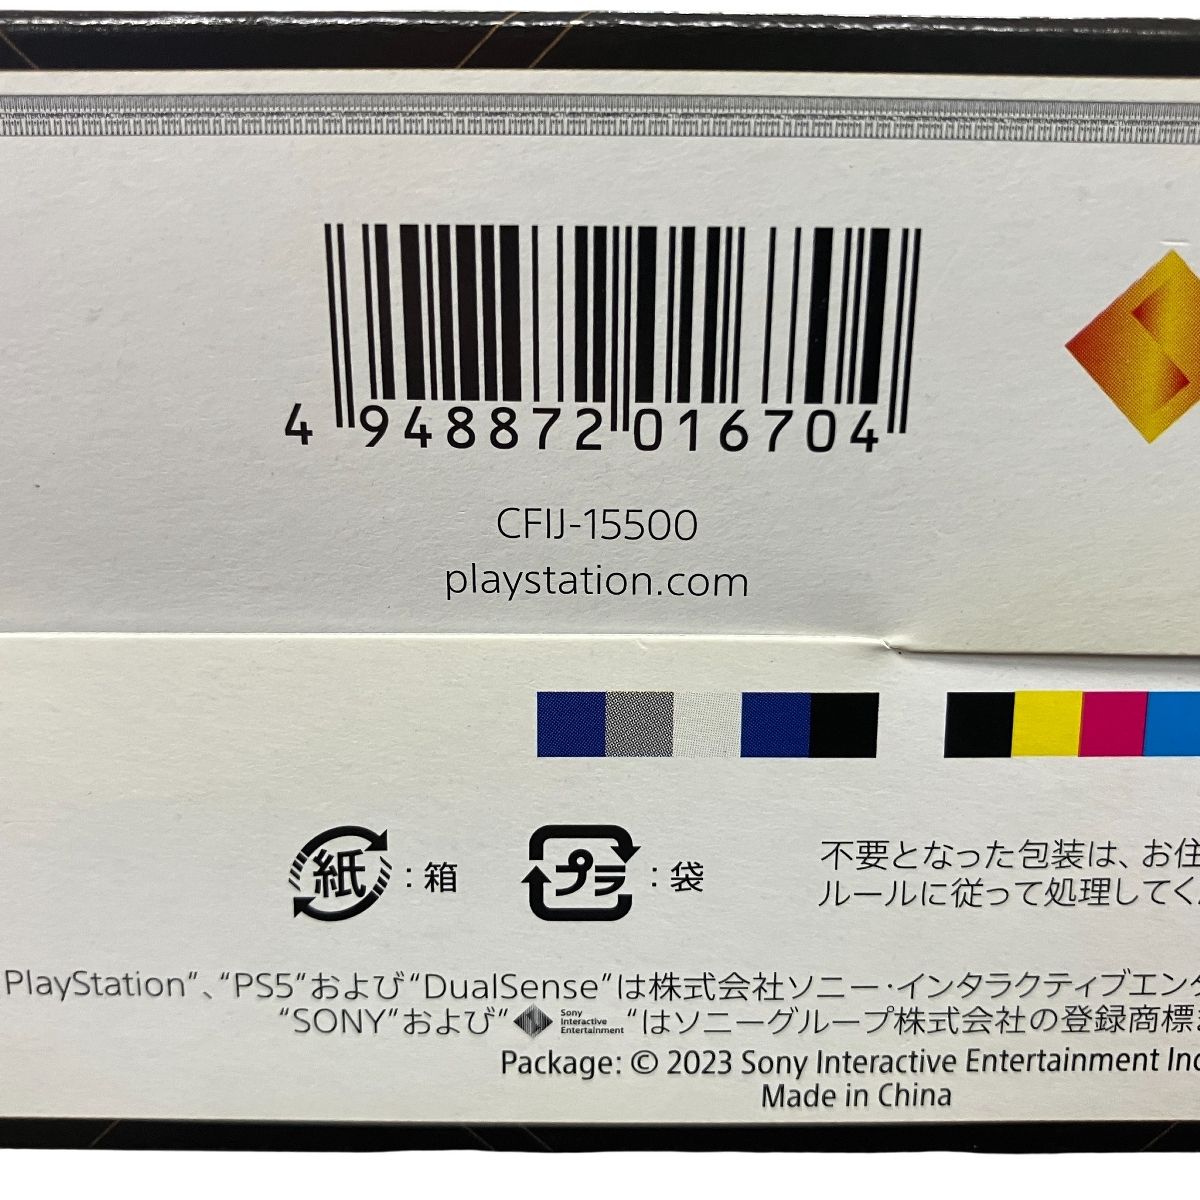 4 948872 016704
CFIJ-15500
playstation.com
紙:箱 プラ:袋
不要となった包装は、お住
ルールに従って処理してく
PlayStation”、“PS5”および“DualSense”は株式会社ソニー・インタラクティブエンタ
“SONY”および“ Sony Interactive Entertainment ”はソニーグループ株式会社の登録商標
Package: © 2023 Sony Interactive Entertainment Inc
Made in China